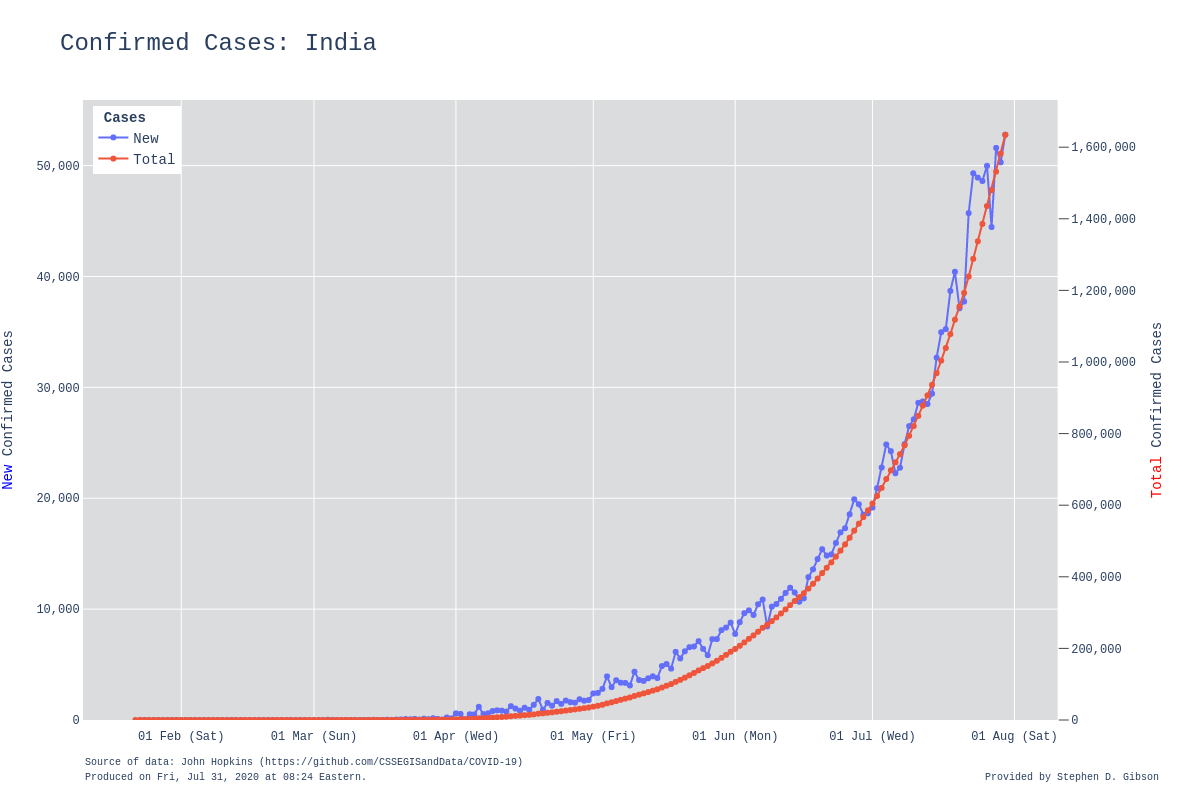 Confirmed Cases: India
Cases
New
Total
50,000
40,000
30,000
20,000
10,000
0
New Confirmed Cases
1,600,000
1,400,000
1,200,000
1,000,000
800,000
600,000
400,000
200,000
0
Total Confirmed Cases
01 Feb (Sat)
01 Mar (Sun)
01 Apr (Wed)
01 May (Fri)
01 Jun (Mon)
01 Jul (Wed)
01 Aug (Sat)
Source of data: John Hopkins (https://github.com/CSSEGISandData/COVID-19)
Produced on Fri, Jul 31, 2020 at 08:24 Eastern.
Provided by Stephen D. Gibson